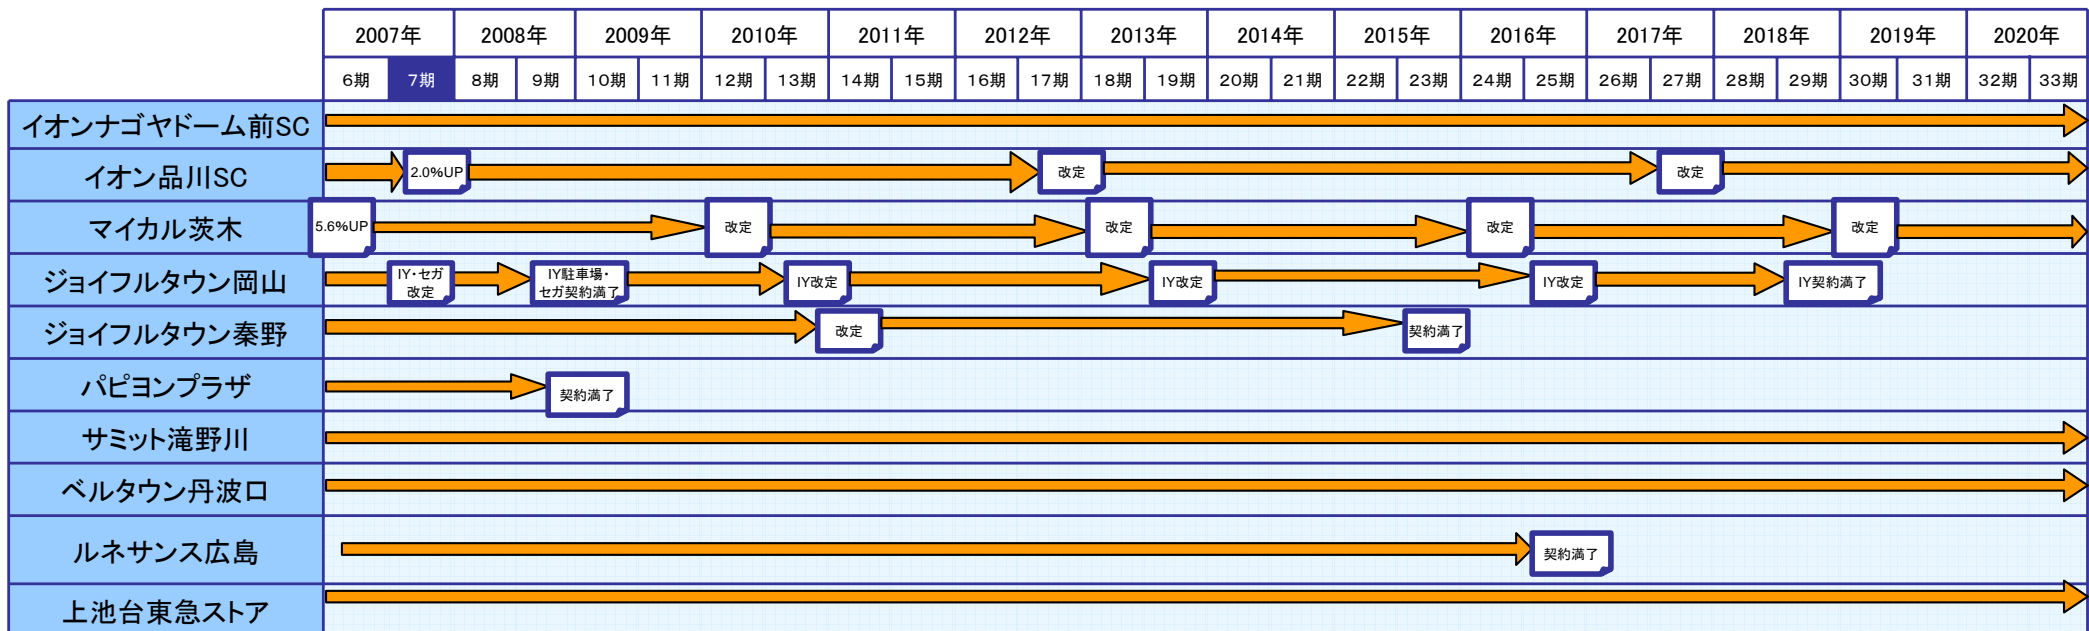 2007年 2008年 2009年 2010年 2011年 2012年 2013年 2014年 2015年 2016年 2017年 2018年 2019年 2020年
6期 7期 8期 9期 10期 11期 12期 13期 14期 15期 16期 17期 18期 19期 20期 21期 22期 23期 24期 25期 26期 27期 28期 29期 30期 31期 32期 33期
イオンナゴヤドーム前SC
イオン品川SC 2.0%UP 改定 改定
マイカル茨木 5.6%UP 改定 改定 改定 改定
ジョイフルタウン岡山
IY・セガ
改定
IY駐車場・
セガ契約満了
IY改定 IY改定 IY改定 IY契約満了
ジョイフルタウン秦野 改定 契約満了
パピヨンプラザ 契約満了
サミット滝野川
ベルタウン丹波口
ルネサンス広島 契約満了
上池台東急ストア